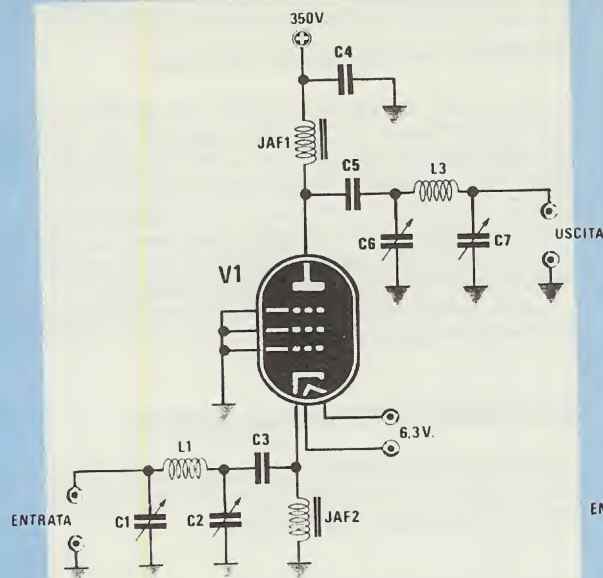 350V
C4
JAF1
C5
L3
C6
C7
USCITA
V1
6,3V.
L1
C3
ENTRATA
C1
C2
JAF2
EN